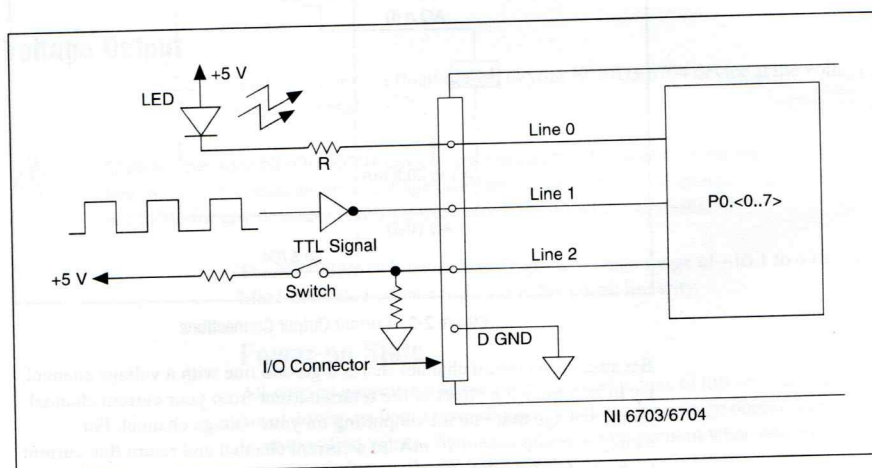 +5 V
LED
R
Line 0
TTL Signal
Line 1
P0.<0..7>
+5 V
Switch
Line 2
D GND
I/O Connector
NI 6703/6704